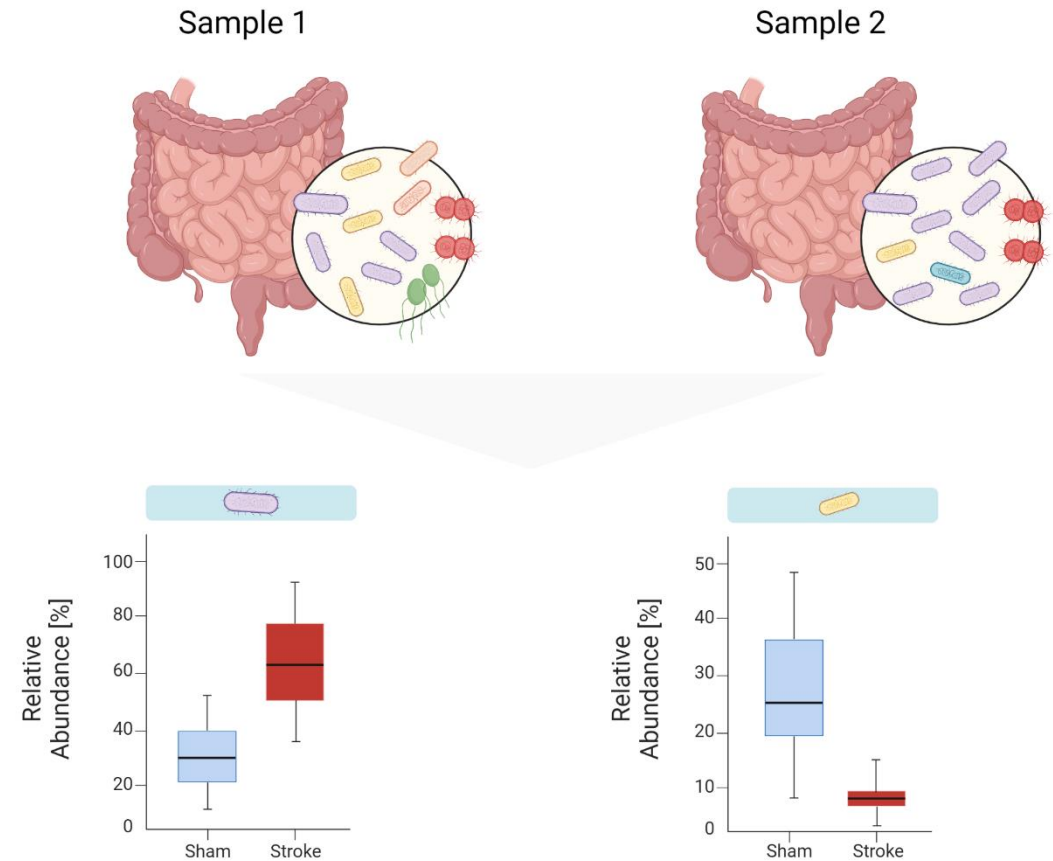 Sample 1
Sample 2
Relative
Abundance [%]
100
80
60
40
20
0
Sham
Stroke
Relative
Abundance [%]
50
40
30
20
10
0
Sham
Stroke